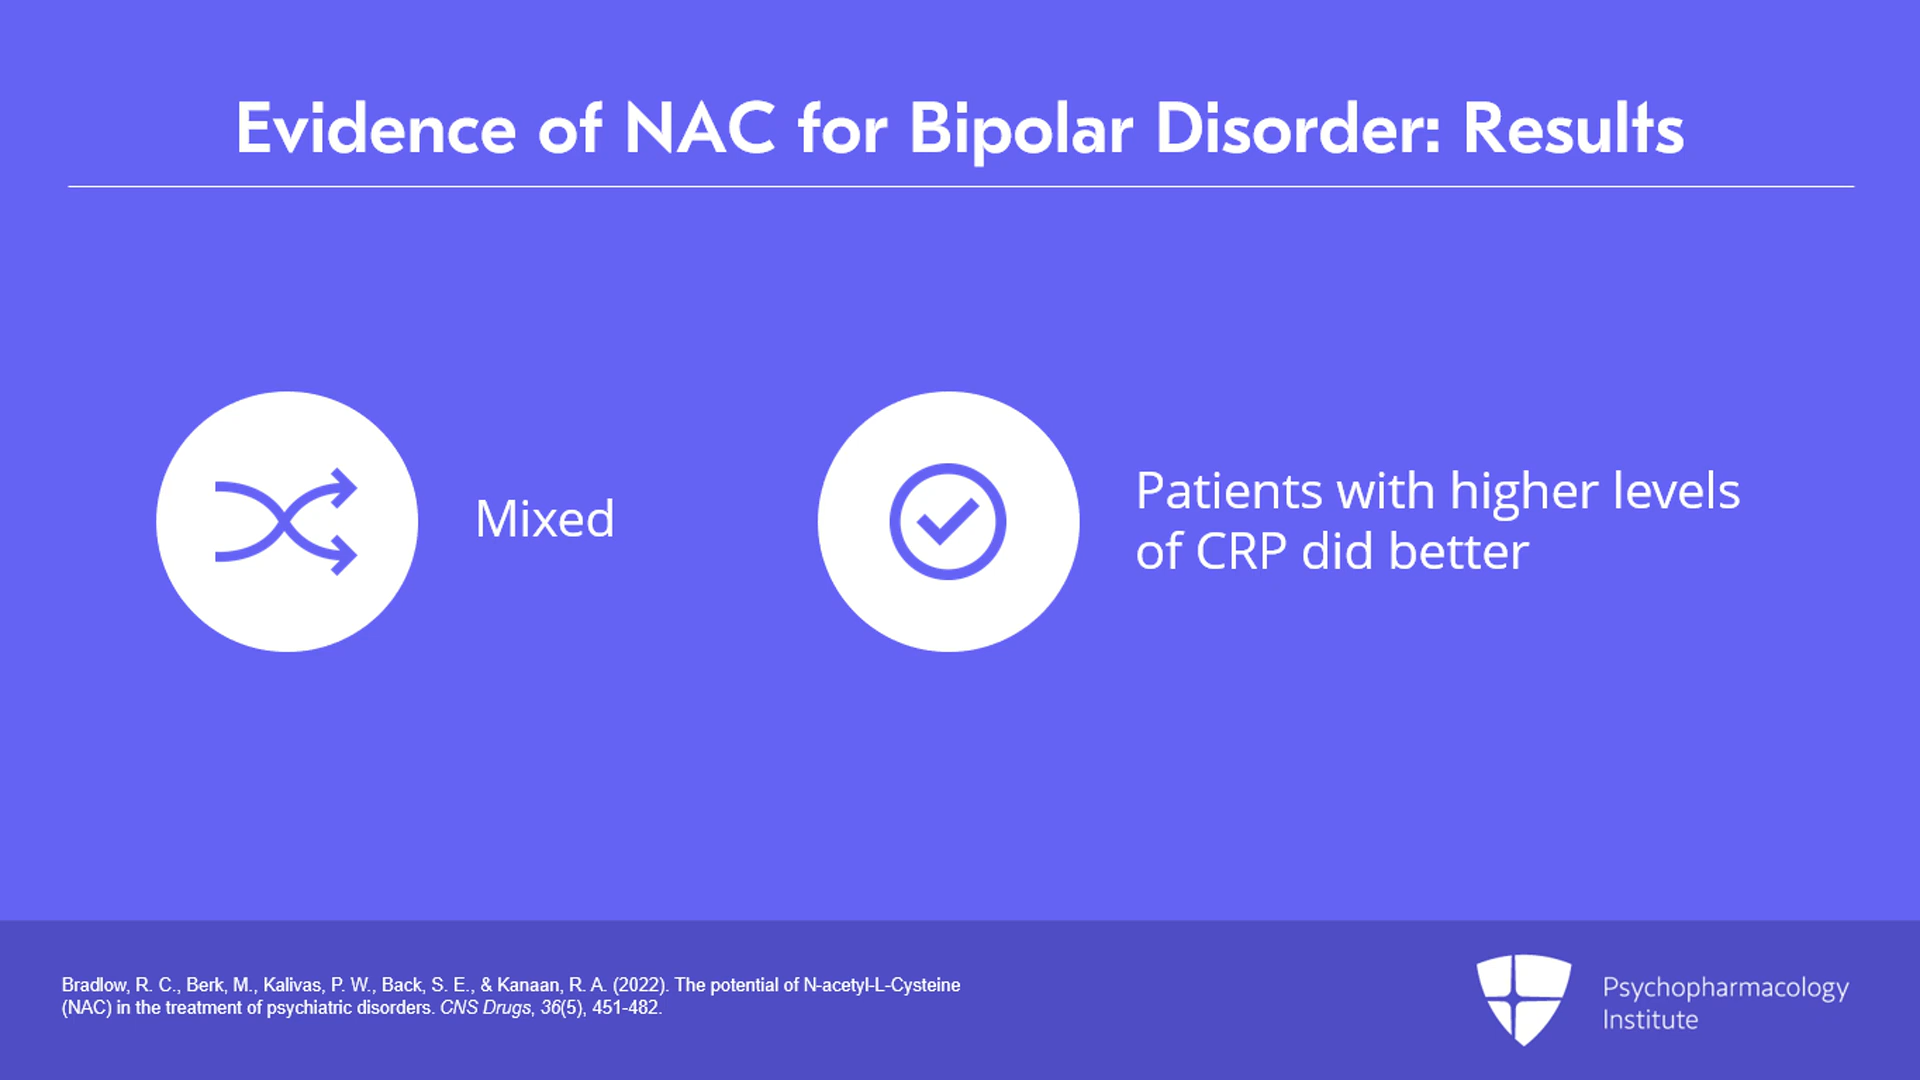 Evidence of NAC for Bipolar Disorder: Results
Mixed
Patients with higher levels
of CRP did better
Bradlow, R. C., Berk, M., Kalivas, P. W., Back, S. E., & Kanaan, R. A. (2022). The potential of N-acetyl-L-Cysteine
(NAC) in the treatment of psychiatric disorders. CNS Drugs, 36(5), 451-482.
Psychopharmacology
Institute